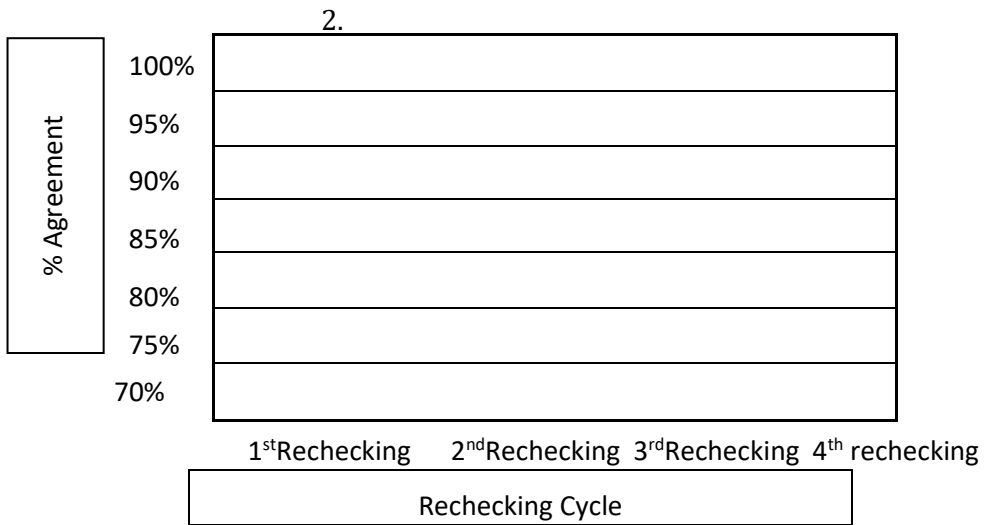 2.
100%
95%
90%
85%
80%
75%
70%
% Agreement
1stRechecking 2ndRechecking 3rdRechecking 4th rechecking
Rechecking Cycle